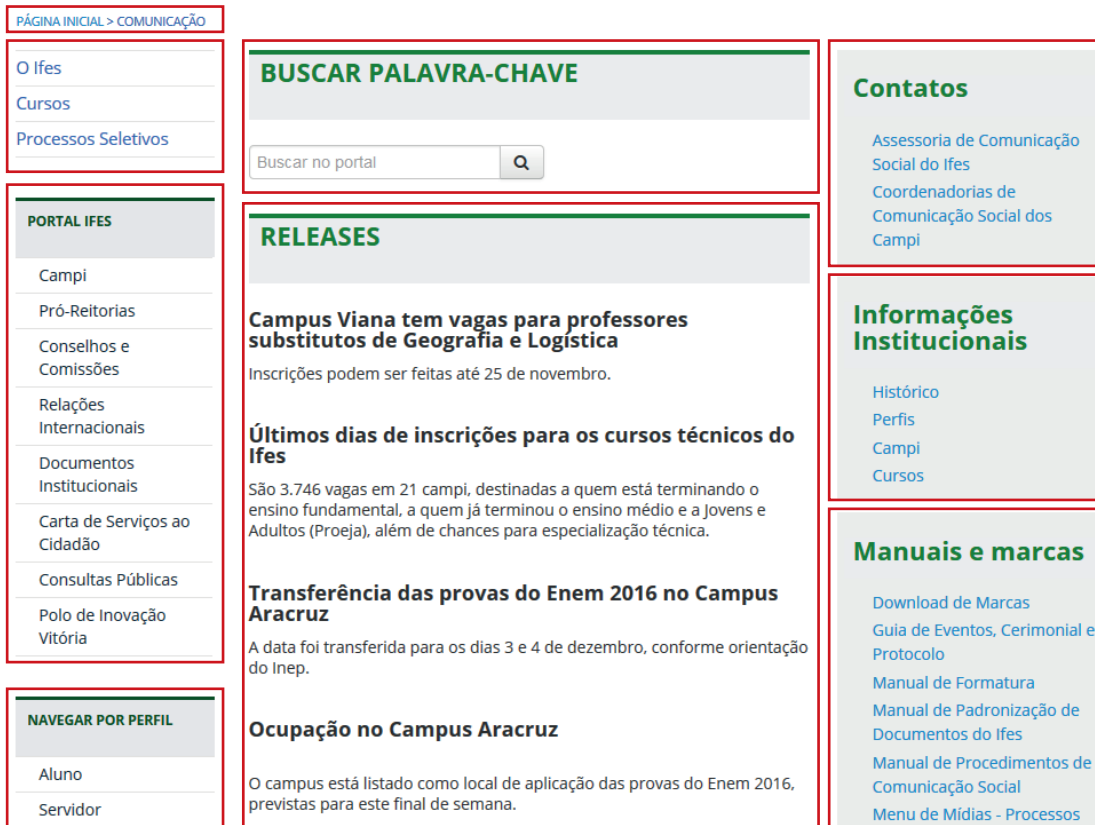 PÁGINA INICIAL > COMUNICAÇÃO
O Ifes
Cursos
Processos Seletivos
PORTAL IFES
Campi
Pró-Reitorias
Conselhos e
Comissões
Relações
Internacionais
Documentos
Institucionais
Carta de Serviços ao
Cidadão
Consultas Públicas
Polo de Inovação
Vitória
NAVEGAR POR PERFIL
Aluno
Servidor
BUSCAR PALAVRA-CHAVE
Buscar no portal
RELEASES
Campus Viana tem vagas para professores
substitutos de Geografia e Logística
Inscrições podem ser feitas até 25 de novembro.
Últimos dias de inscrições para os cursos técnicos do
Ifes
São 3.746 vagas em 21 campi, destinadas a quem está terminando o
ensino fundamental, a quem já terminou o ensino médio e a Jovens e
Adultos (Proeja), além de chances para especialização técnica.
Transferência das provas do Enem 2016 no Campus
Aracruz
A data foi transferida para os dias 3 e 4 de dezembro, conforme orientação
do Inep.
Ocupação no Campus Aracruz
O campus está listado como local de aplicação das provas do Enem 2016,
previstas para este final de semana.
Contatos
Assessoria de Comunicação
Social do Ifes
Coordenadorias de
Comunicação Social dos
Campi
Informações
Institucionais
Histórico
Perfis
Campi
Cursos
Manuais e marcas
Download de Marcas
Guia de Eventos, Cerimonial e
Protocolo
Manual de Formatura
Manual de Padronização de
Documentos do Ifes
Manual de Procedimentos de
Comunicação Social
Menu de Mídias - Processos